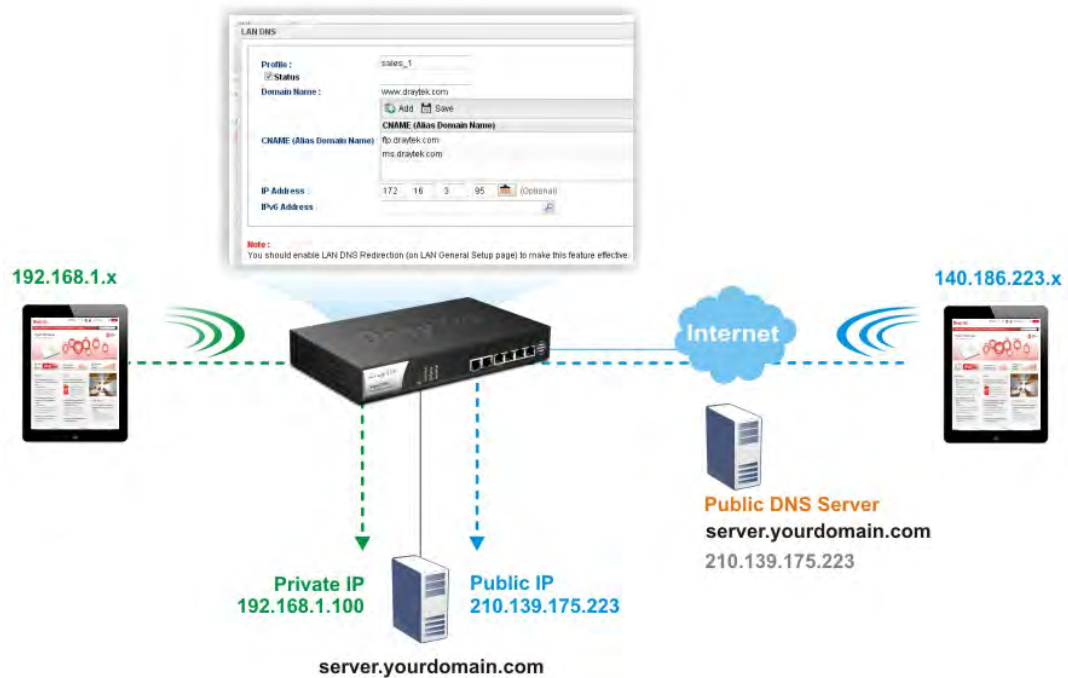 LAN DNS
Profile : sales_1
Status
Domain Name : www.draytek.com
Add Save
CNAME (Alias Domain Name)
CNAME (Alias Domain Name) ftp.draytek.com
ms.draytek.com
IP Address : 172 16 3 95 (Optional)
IPv6 Address :
Note :
You should enable LAN DNS Redirection (on LAN General Setup page) to make this feature effective.
192.168.1.x
140.186.223.x
Internet
Public DNS Server
server.yourdomain.com
210.139.175.223
Private IP
192.168.1.100
Public IP
210.139.175.223
server.yourdomain.com